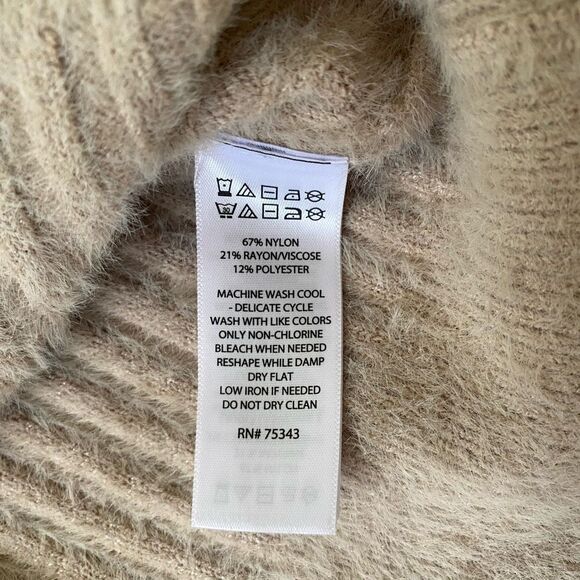 67% NYLON
21% RAYON/VISCOSE
12% POLYESTER
MACHINE WASH COOL
- DELICATE CYCLE
WASH WITH LIKE COLORS
ONLY NON-CHLORINE
BLEACH WHEN NEEDED
RESHAPE WHILE DAMP
DRY FLAT
LOW IRON IF NEEDED
DO NOT DRY CLEAN
RN# 75343